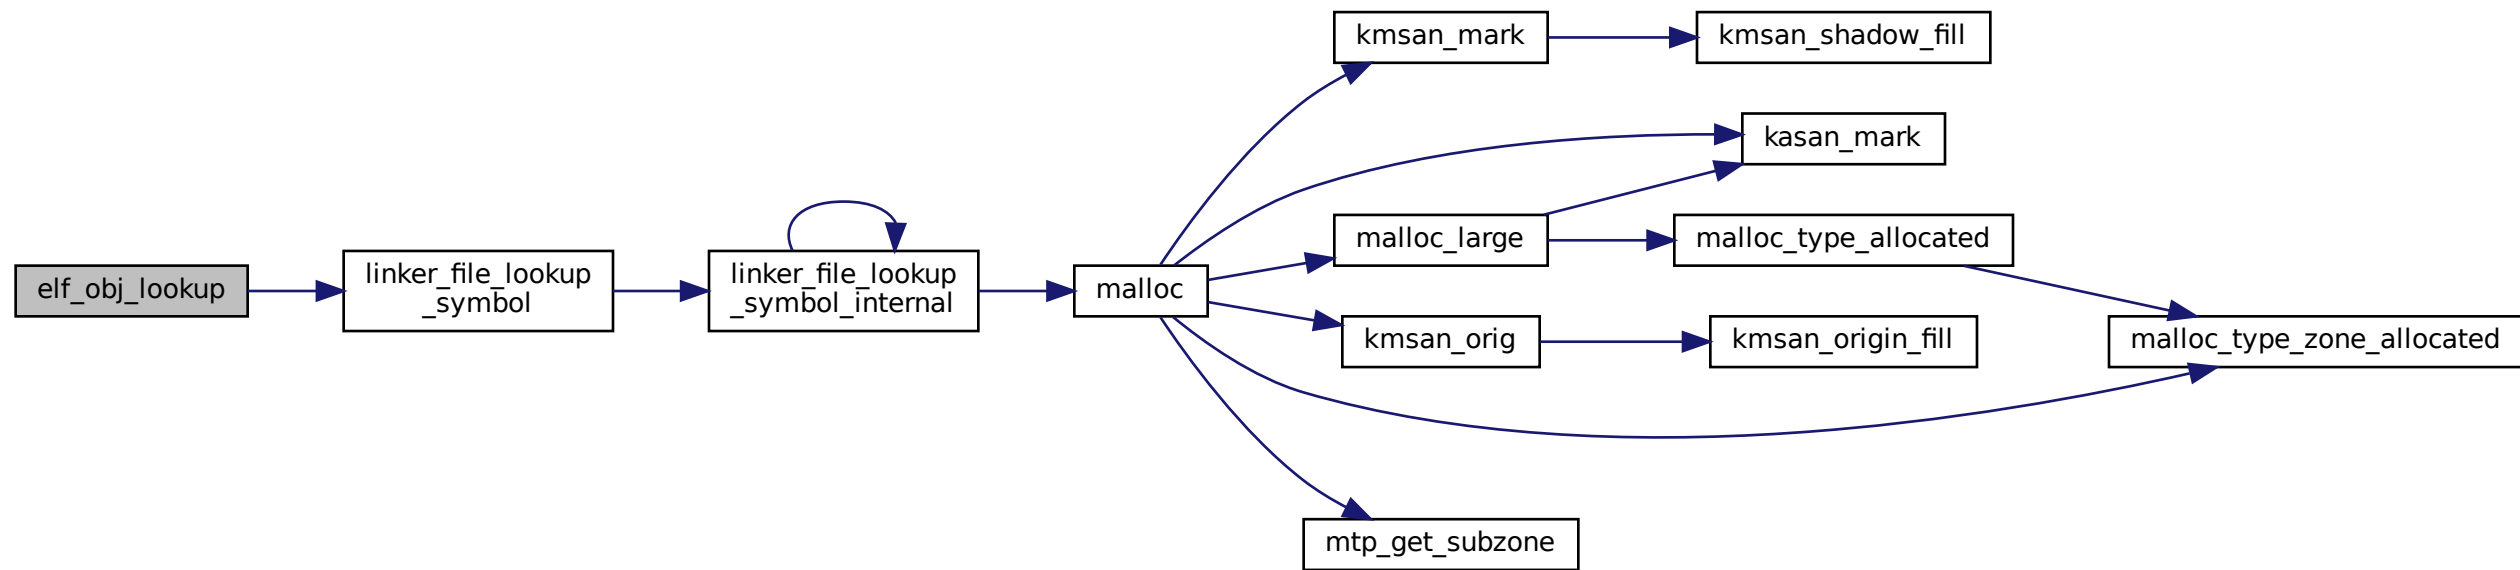 kmsan_mark
kmsan_shadow_fill
kasan_mark
malloc_large
malloc_type_allocated
elf_obj_lookup
linker_file_lookup
_symbol
linker_file_lookup
_symbol_internal
malloc
kmsan_orig
kmsan_origin_fill
malloc_type_zone_allocated
mtp_get_subzone